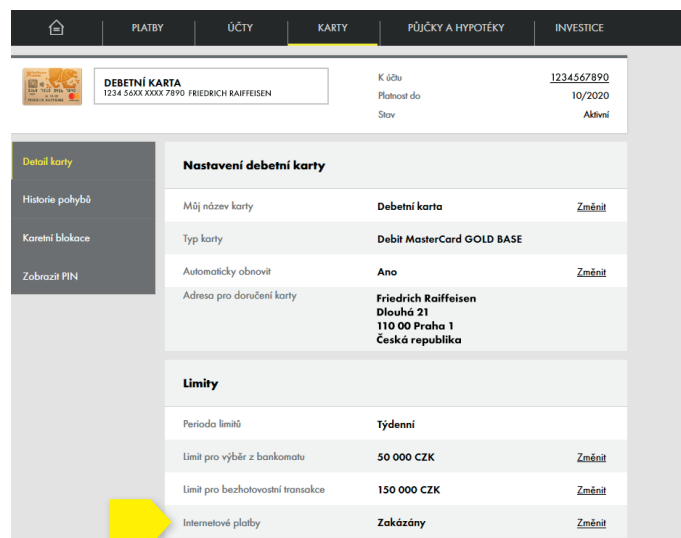 PLATBY ÚČTY KARTY PŮJČKY A HYPOTÉKY INVESTICE
DEBETNÍ KARTA
1234 56XX XXXX 7890 FRIEDRICH RAIFFEISEN
K účtu 1234567890
Platnost do 10/2020
Stav Aktivní
Detail karty
Historie pohybů
Karetní blokace
Zobrazit PIN
Nastavení debetní karty
Můj název karty Debetní karta Změnit
Typ karty Debit MasterCard GOLD BASE
Automaticky obnovit Ano Změnit
Adresa pro doručení karty Friedrich Raiffeisen
Dlouhá 21
110 00 Praha 1
Česká republika
Limity
Perioda limitů Týdenní
Limit pro výběr z bankomatu 50 000 CZK Změnit
Limit pro bezhotovostní transakce 150 000 CZK Změnit
Internetové platby Zakázány Změnit